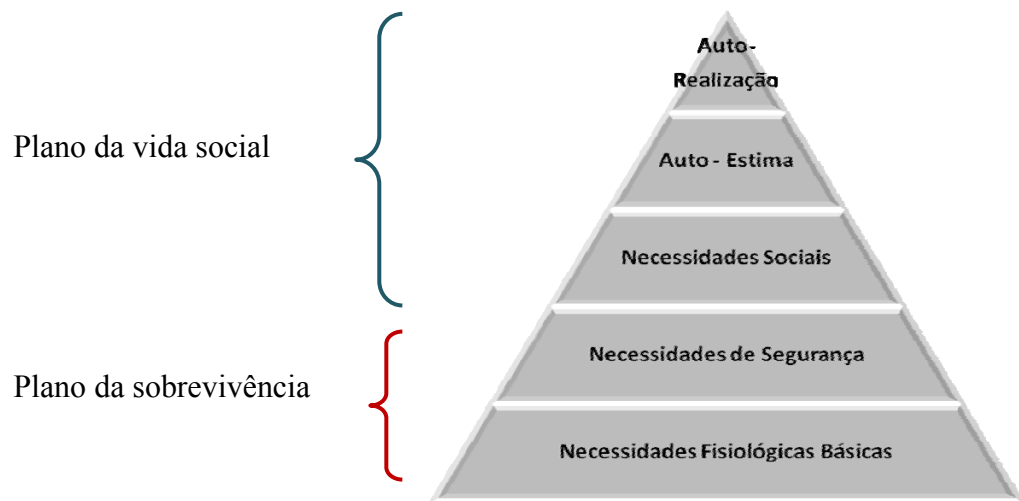 Auto-
Realização
Plano da vida social
Auto - Estima
Necessidades Sociais
Necessidades de Segurança
Plano da sobrevivência
Necessidades Fisiológicas Básicas